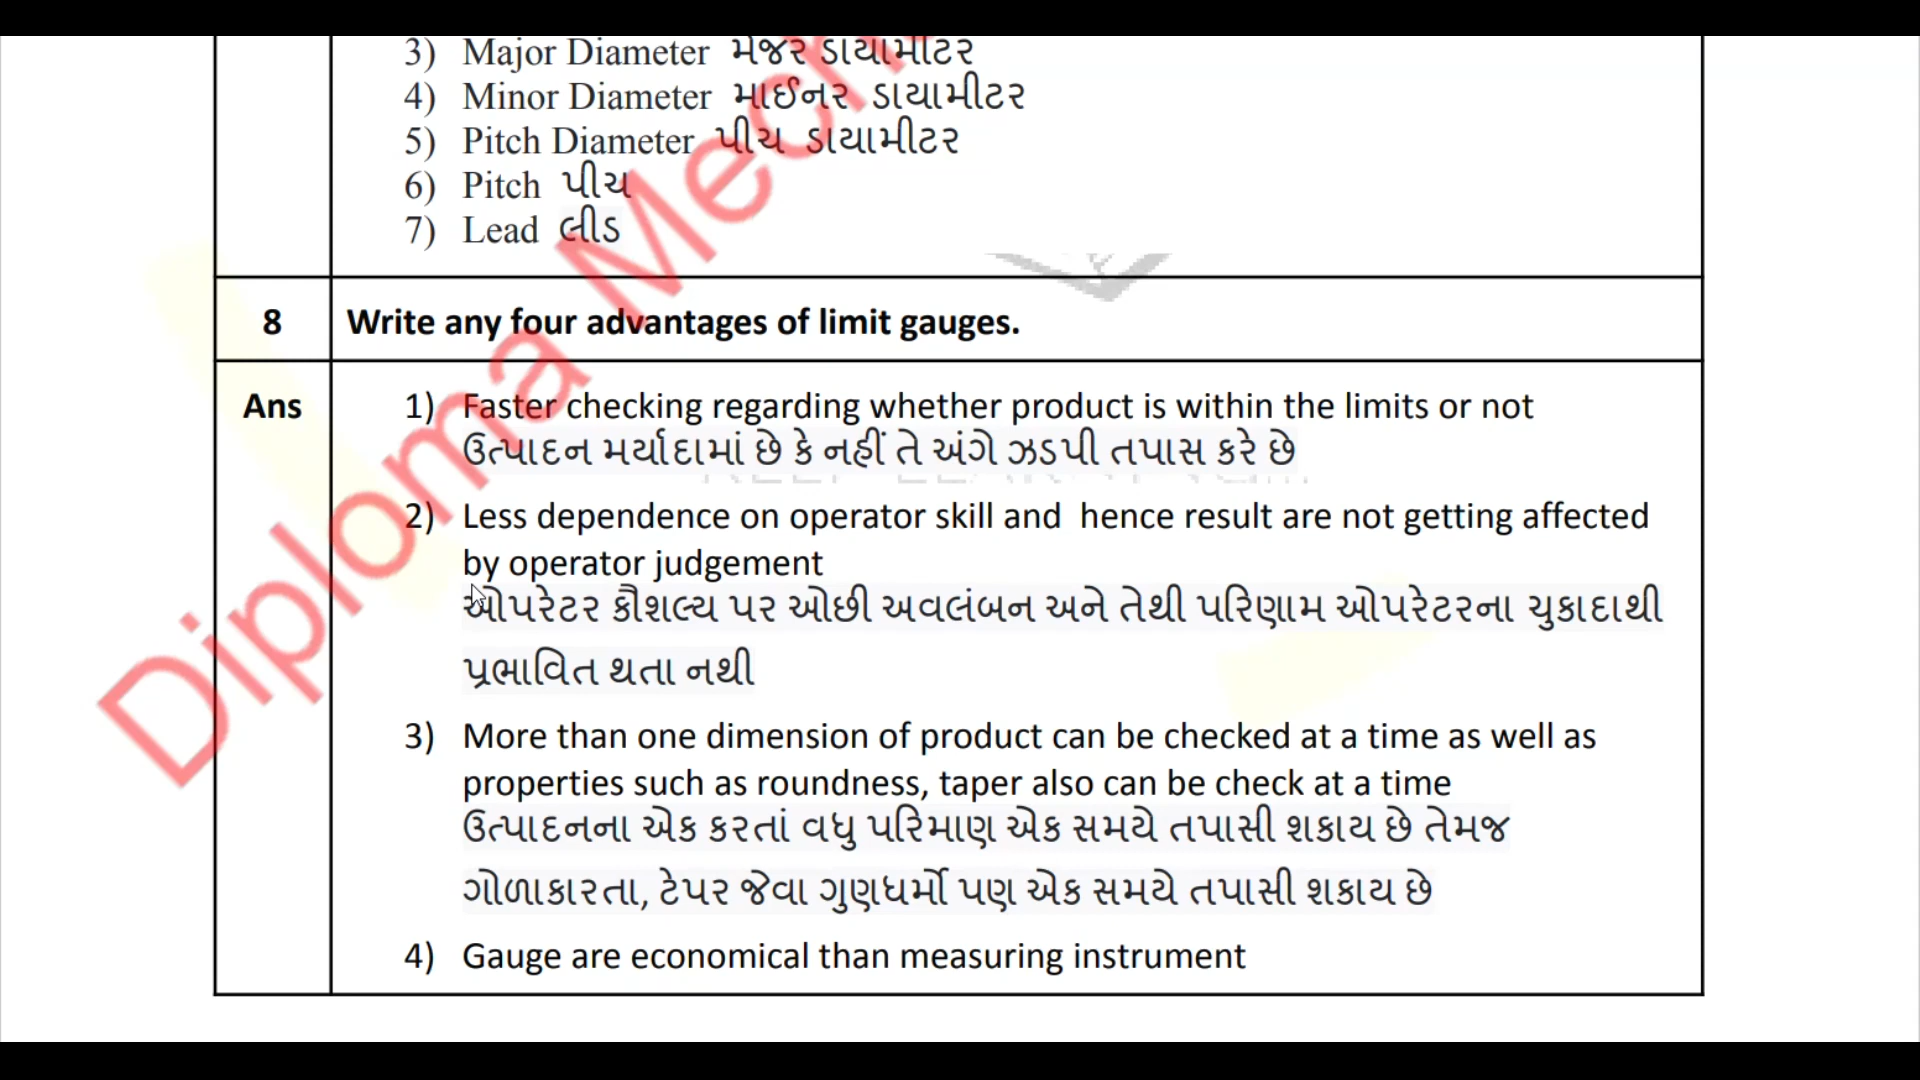 3) Major Diameter મેજર ડાયામીટર
4) Minor Diameter માઈનર ડાયામીટર
5) Pitch Diameter પીચ ડાયામીટર
6) Pitch પીચ
7) Lead લીડ
8 Write any four advantages of limit gauges.
Ans 1) Faster checking regarding whether product is within the limits or not
ઉત્પાદન મર્યાદામાં છે કે નહીં તે અંગે ઝડપી તપાસ કરે છે
2) Less dependence on operator skill and hence result are not getting affected
by operator judgement
ઓપરેટર કૌશલ્ય પર ઓછી અવલંબન અને તેથી પરિણામ ઓપરેટરના ચુકાદાથી
પ્રભાવિત થતા નથી
3) More than one dimension of product can be checked at a time as well as
properties such as roundness, taper also can be check at a time
ઉત્પાદનના એક કરતાં વધુ પરિમાણ એક સમયે તપાસી શકાય છે તેમજ
ગોળાકારતા, ટેપર જેવા ગુણધર્મો પણ એક સમયે તપાસી શકાય છે
4) Gauge are economical than measuring instrument
Diploma